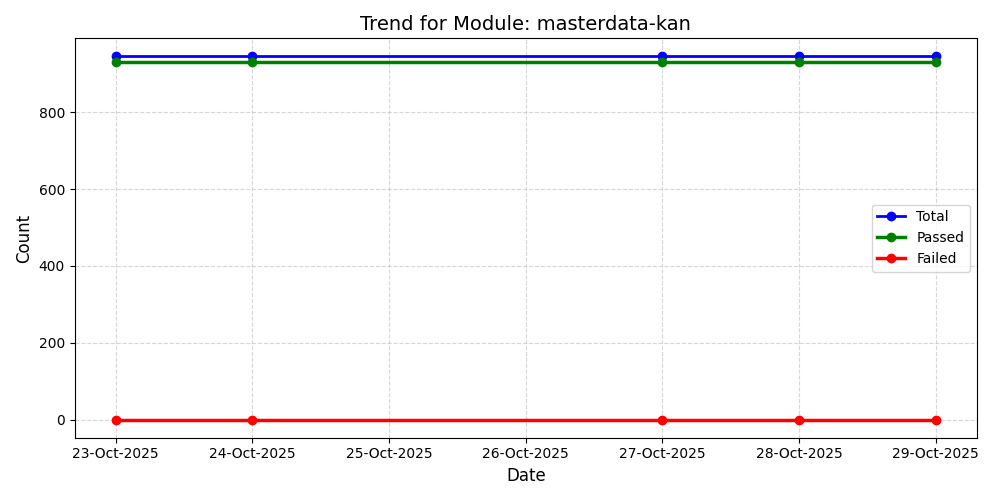 Trend for Module: masterdata-kan
Count
800
600
400
200
0
Total
Passed
Failed
23-Oct-2025 24-Oct-2025 25-Oct-2025 26-Oct-2025 27-Oct-2025 28-Oct-2025 29-Oct-2025
Date